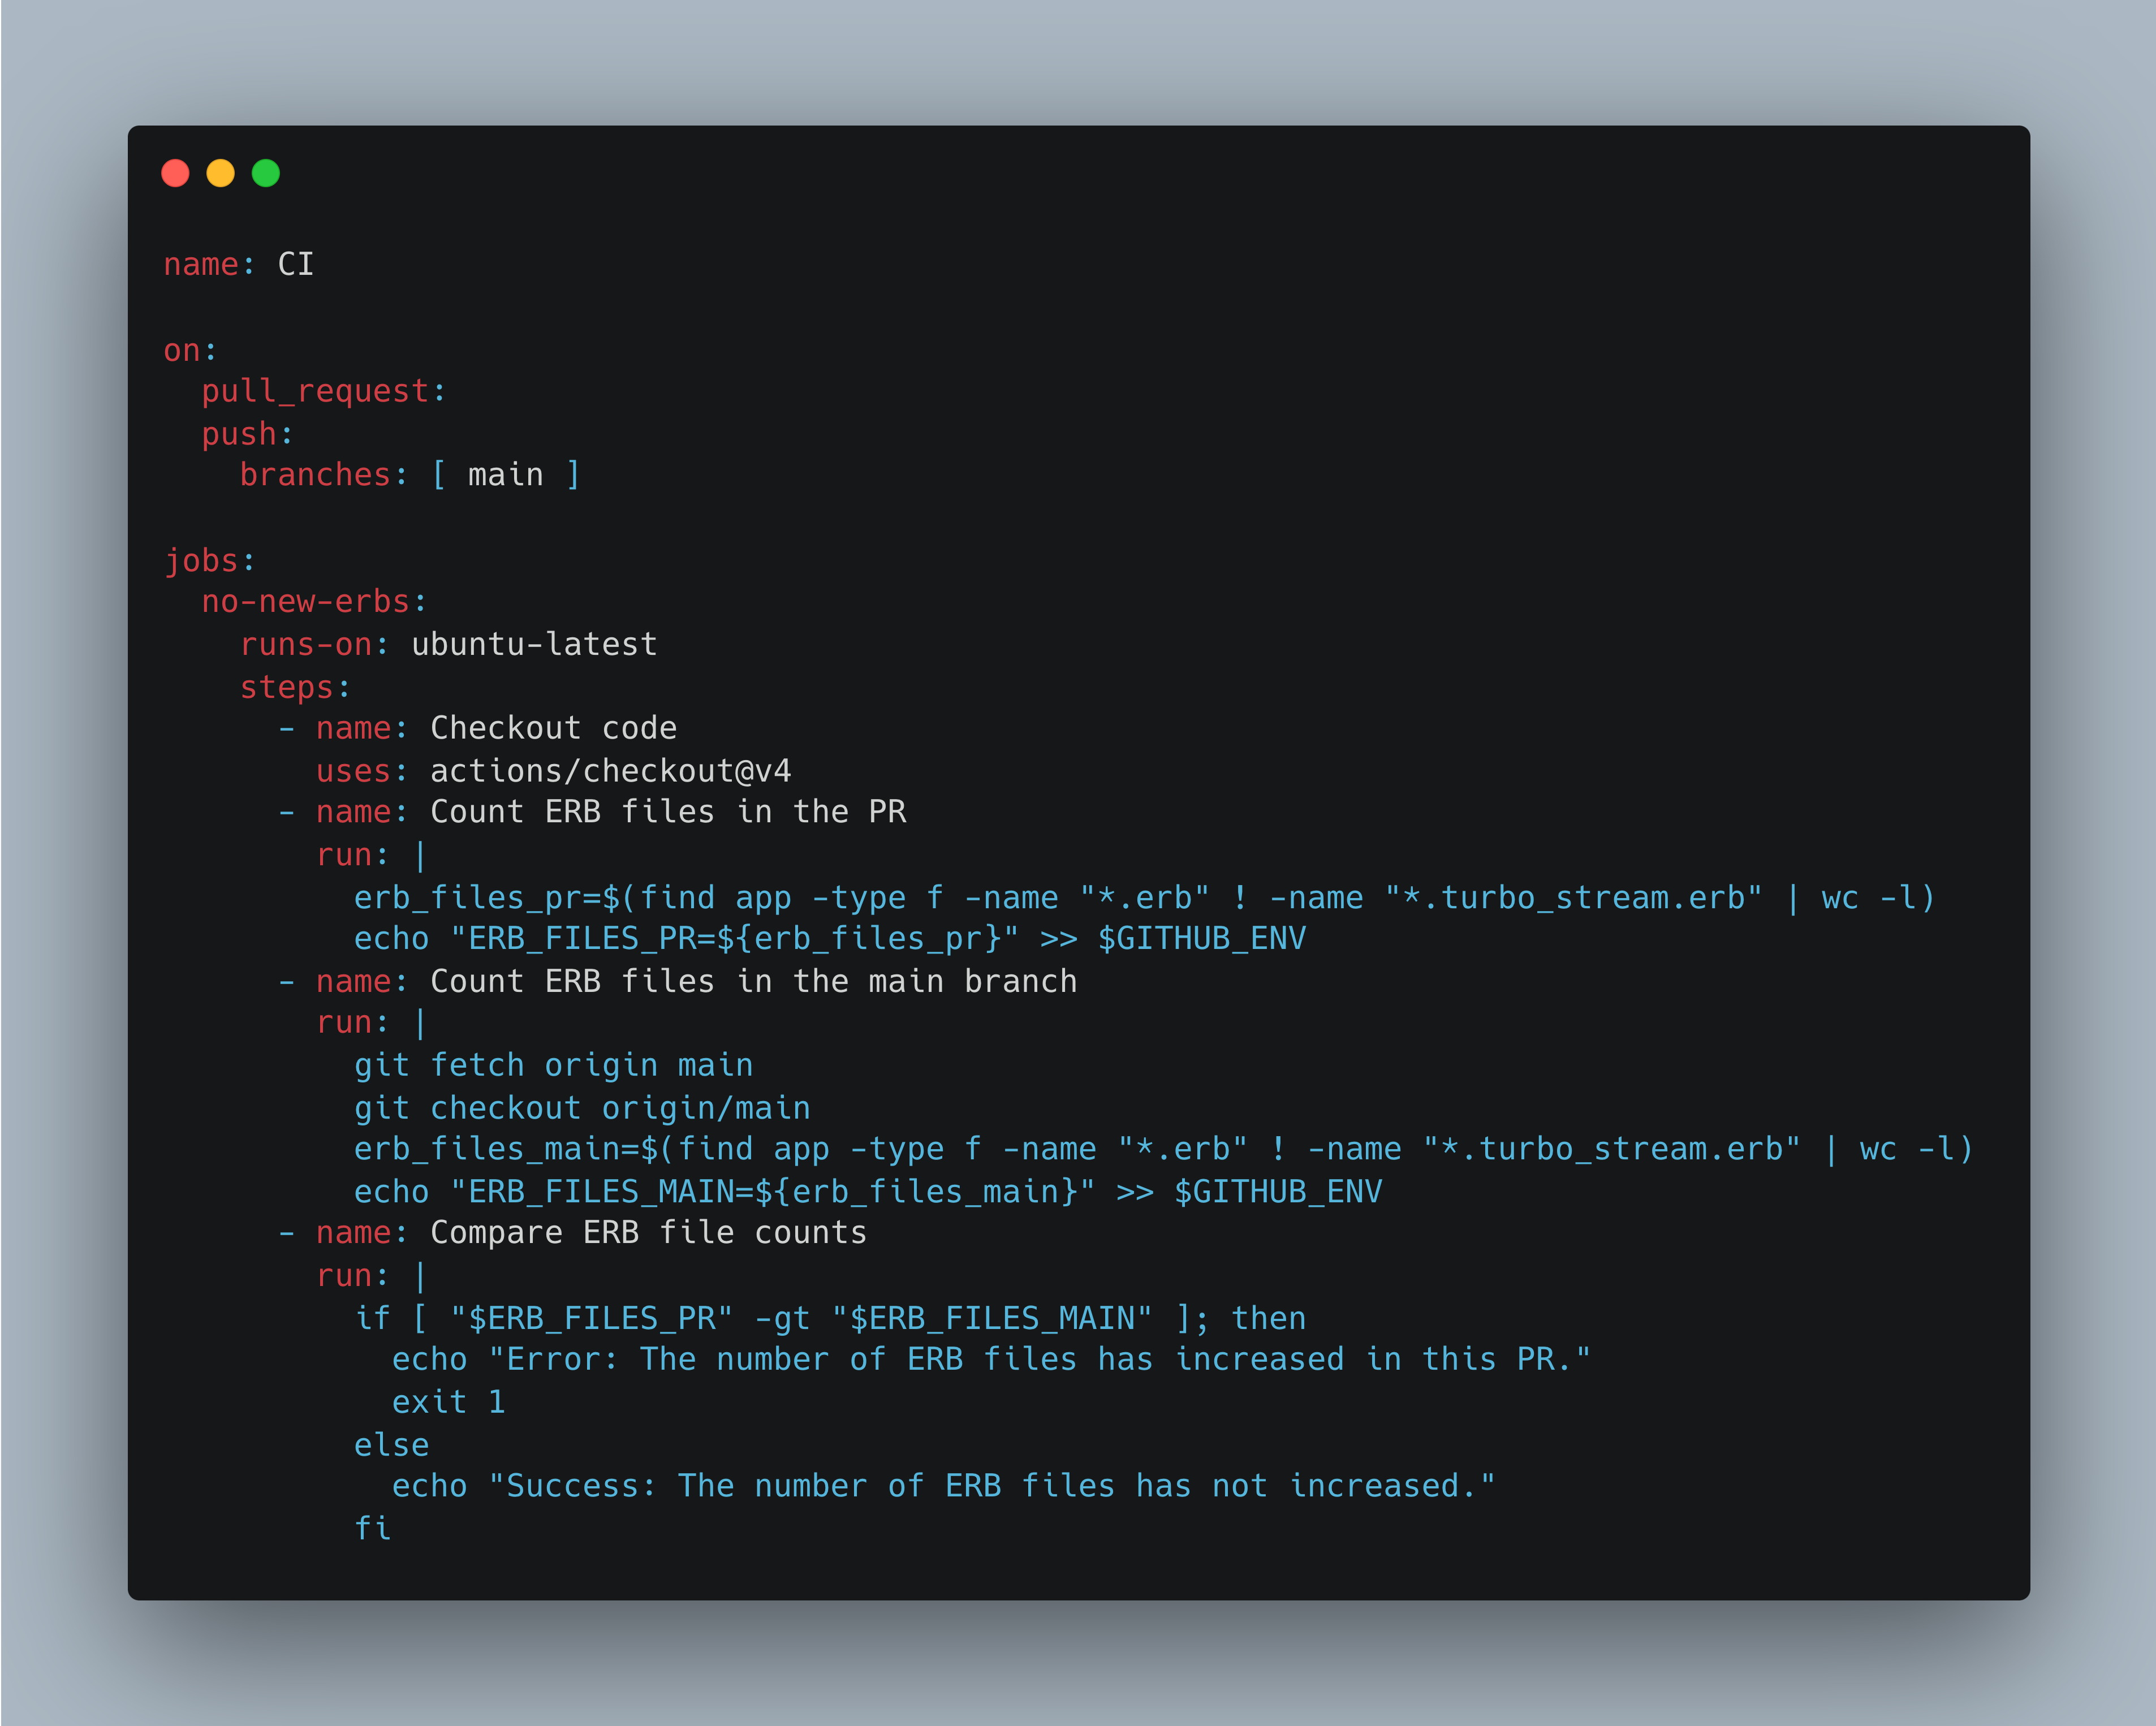 name: CI

on:
  pull_request:
  push:
    branches: [ main ]

jobs:
  no-new-erbs:
    runs-on: ubuntu-latest
    steps:
      - name: Checkout code
        uses: actions/checkout@v4
      - name: Count ERB files in the PR
        run: |
          erb_files_pr=$(find app -type f -name "*.erb" ! -name "*.turbo_stream.erb" | wc -l)
          echo "ERB_FILES_PR=${erb_files_pr}" >> $GITHUB_ENV
      - name: Count ERB files in the main branch
        run: |
          git fetch origin main
          git checkout origin/main
          erb_files_main=$(find app -type f -name "*.erb" ! -name "*.turbo_stream.erb" | wc -l)
          echo "ERB_FILES_MAIN=${erb_files_main}" >> $GITHUB_ENV
      - name: Compare ERB file counts
        run: |
          if [ "$ERB_FILES_PR" -gt "$ERB_FILES_MAIN" ]; then
            echo "Error: The number of ERB files has increased in this PR."
            exit 1
          else
            echo "Success: The number of ERB files has not increased."
          fi